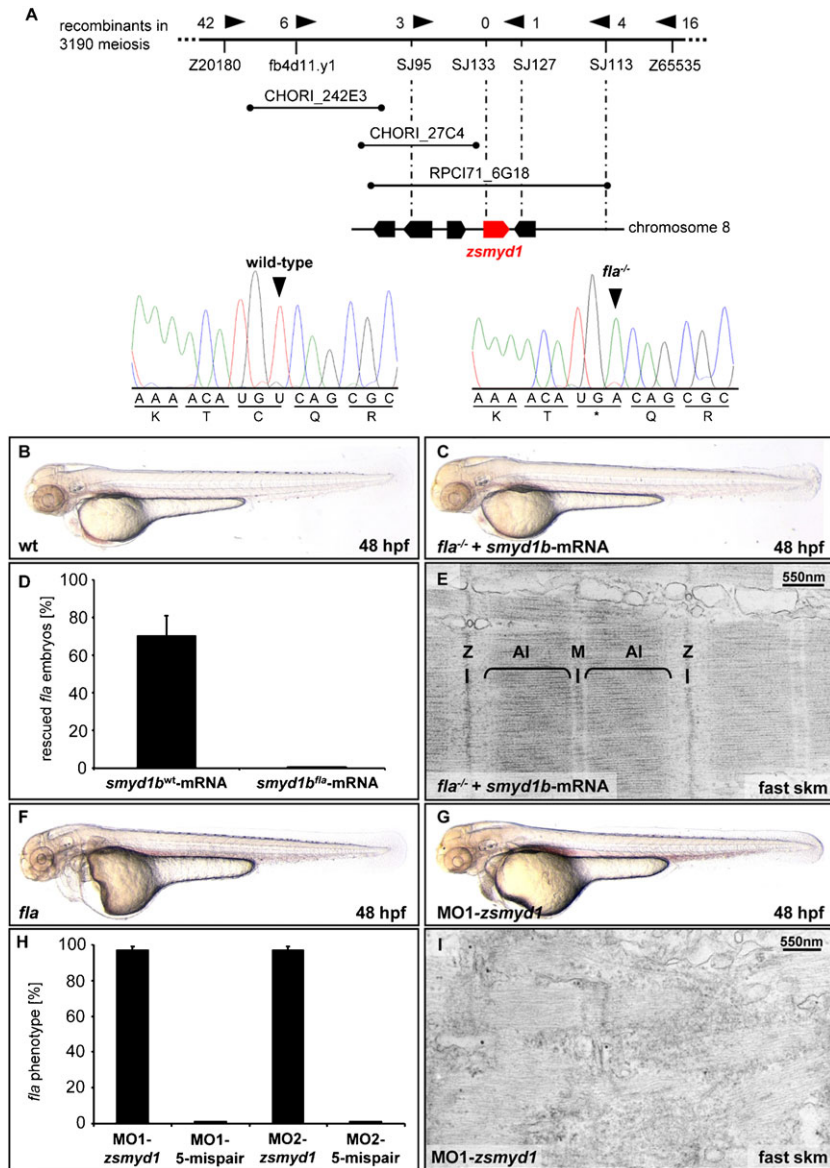 A
recombinants in
3190 meiosis
42 6 3 0 1 4 16
Z20180 fb4d11.y1 SJ95 SJ133 SJ127 SJ113 Z65535
CHORI_242E3
CHORI_27C4
RPCI71_6G18
chromosome 8
zsmyd1
wild-type
fla-/-
A A A A C A U G U C A G C G C
K T C Q R
A A A A C A U G A C A G C G C
K T * Q R
B
wt
48 hpf
C
fla-/- + smyd1b-mRNA
48 hpf
D
rescued fla embryos [%]
100
80
60
40
20
0
smyd1bwt-mRNA
smyd1bfla-mRNA
E
550nm
Z AI M AI Z
fla-/- + smyd1b-mRNA
fast skm
F
fla
48 hpf
G
MO1-zsmyd1
48 hpf
H
fla phenotype [%]
100
80
60
40
20
0
MO1- MO1- MO2- MO2-
zsmyd1 5-mispair zsmyd1 5-mispair
I
550nm
MO1-zsmyd1
fast skm